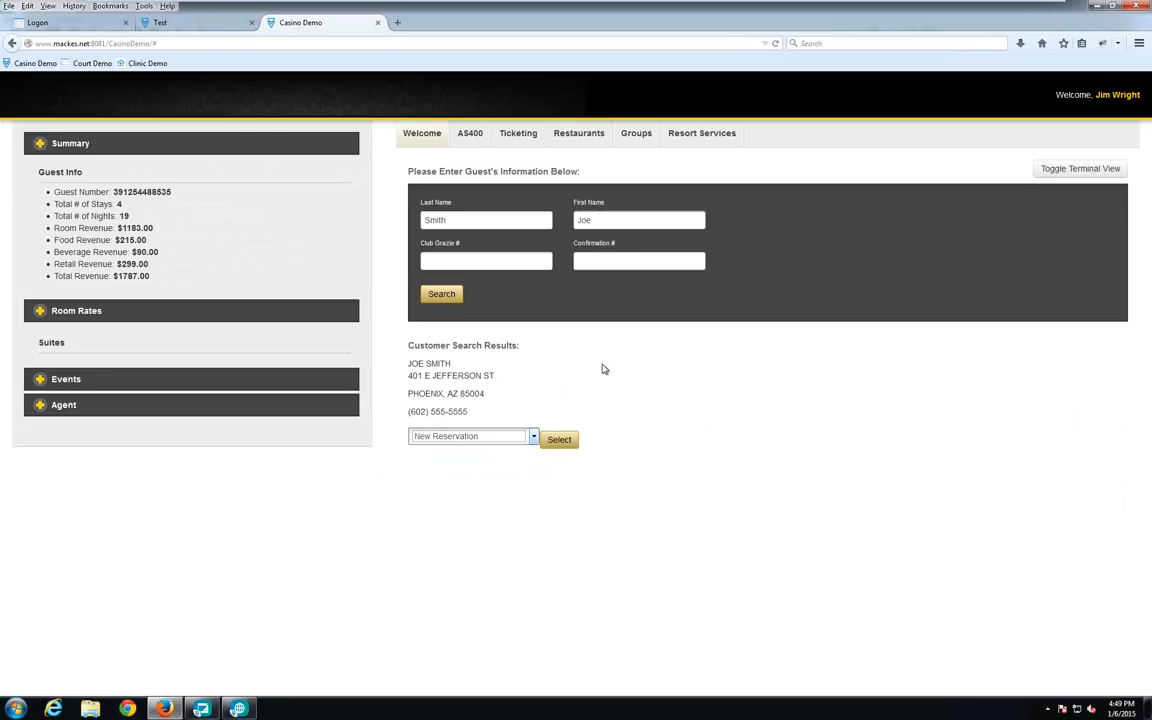 File Edit View History Bookmarks Tools Help
Logon × Test × Casino Demo × +
www.mackes.net:8081/CasinoDemo/# Search
Casino Demo Court Demo Clinic Demo
Welcome, Jim Wright
Summary
Guest Info
• Guest Number: 391254488535
• Total # of Stays: 4
• Total # of Nights: 19
• Room Revenue: $1183.00
• Food Revenue: $215.00
• Beverage Revenue: $90.00
• Retail Revenue: $299.00
• Total Revenue: $1787.00
Room Rates
Suites
Events
Agent
Welcome AS400 Ticketing Restaurants Groups Resort Services
Toggle Terminal View
Please Enter Guest's Information Below:
Last Name First Name
Smith Joe
Club Grazie # Confirmation #
Search
Customer Search Results:
JOE SMITH
401 E JEFFERSON ST
PHOENIX, AZ 85004
(602) 555-5555
New Reservation Select
4:49 PM
1/6/2015